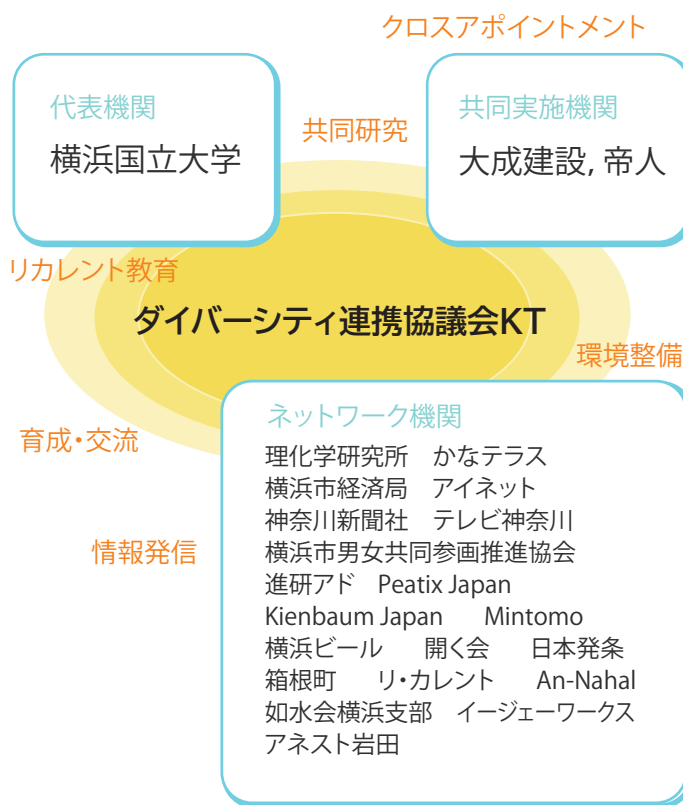 クロスアポイントメント
代表機関
横浜国立大学
共同研究
共同実施機関
大成建設, 帝人
リカレント教育
ダイバーシティ連携協議会KT
環境整備
育成・交流
情報発信
ネットワーク機関
理化学研究所　かなテラス
横浜市経済局　アイネット
神奈川新聞社　テレビ神奈川
横浜市男女共同参画推進協会
進研アド　Peatix Japan
Kienbaum Japan　Mintomo
横浜ビール　開く会　日本発条
箱根町　リ・カレント　An-Nahal
如水会横浜支部　イージェーワークス
アネスト岩田